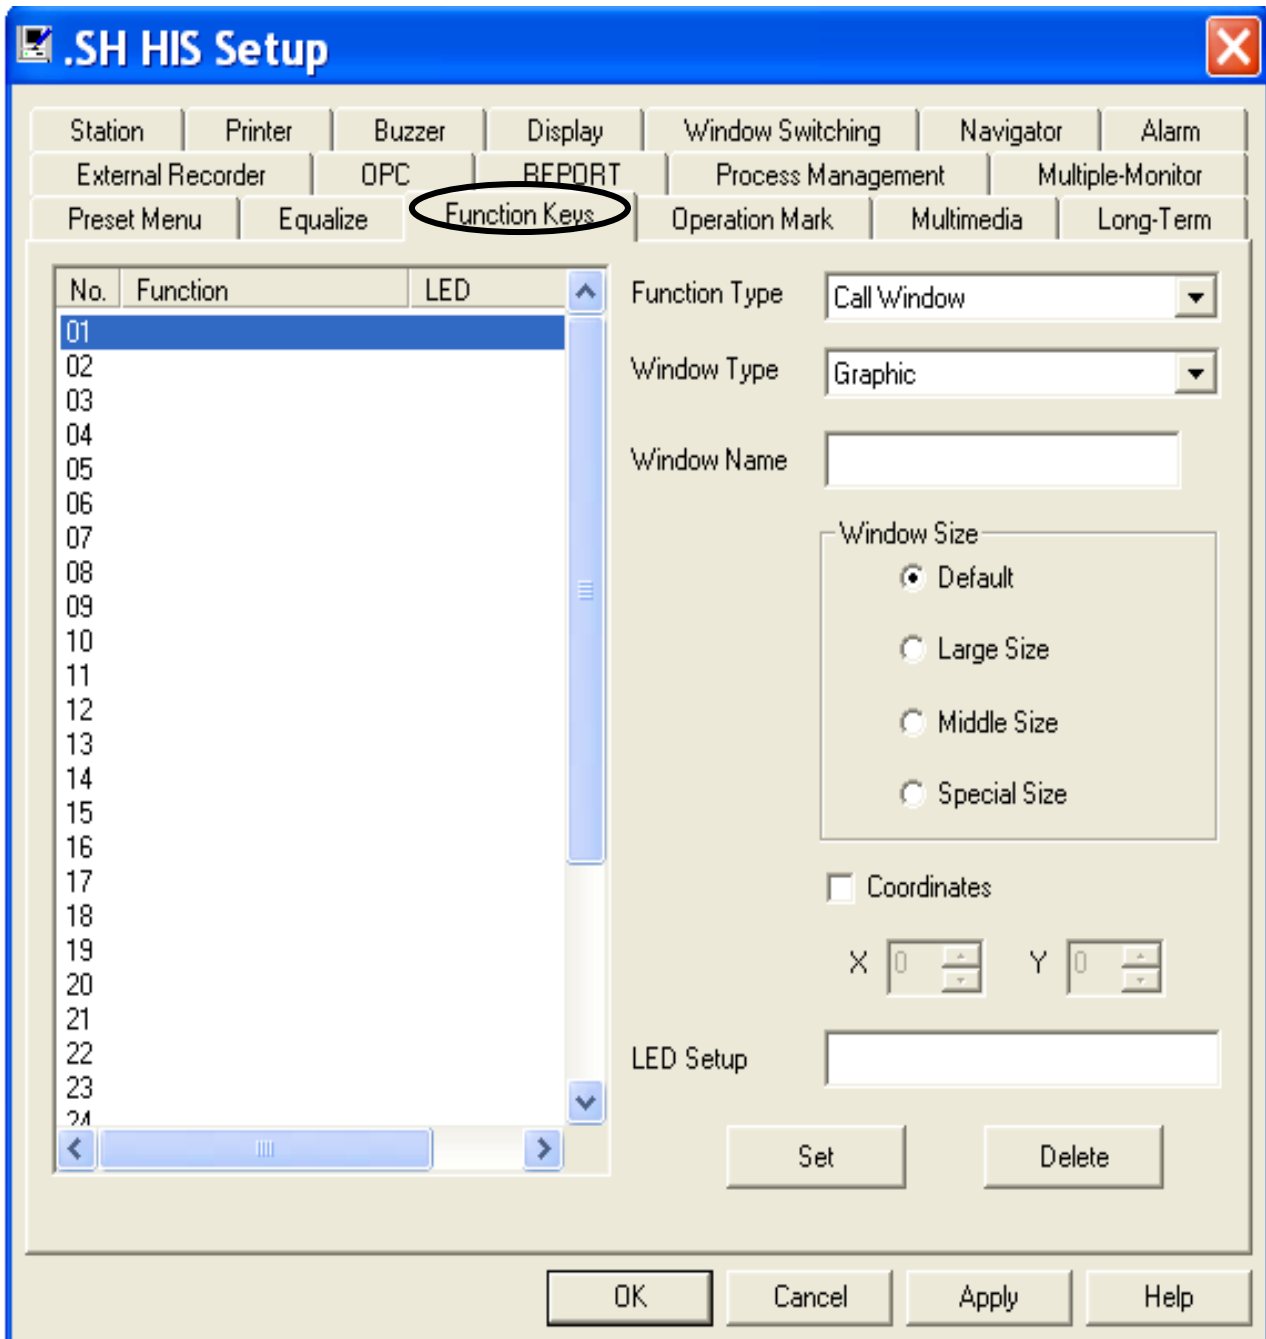 .SH HIS Setup
Station Printer Buzzer Display Window Switching Navigator Alarm
External Recorder OPC REPORT Process Management Multiple-Monitor
Preset Menu Equalize Function Keys Operation Mark Multimedia Long-Term
No. Function LED
01
02
03
04
05
06
07
08
09
10
11
12
13
14
15
16
17
18
19
20
21
22
23
24
Function Type Call Window
Window Type Graphic
Window Name
Window Size
Default
Large Size
Middle Size
Special Size
Coordinates
X 0 Y 0
LED Setup
Set Delete
OK Cancel Apply Help